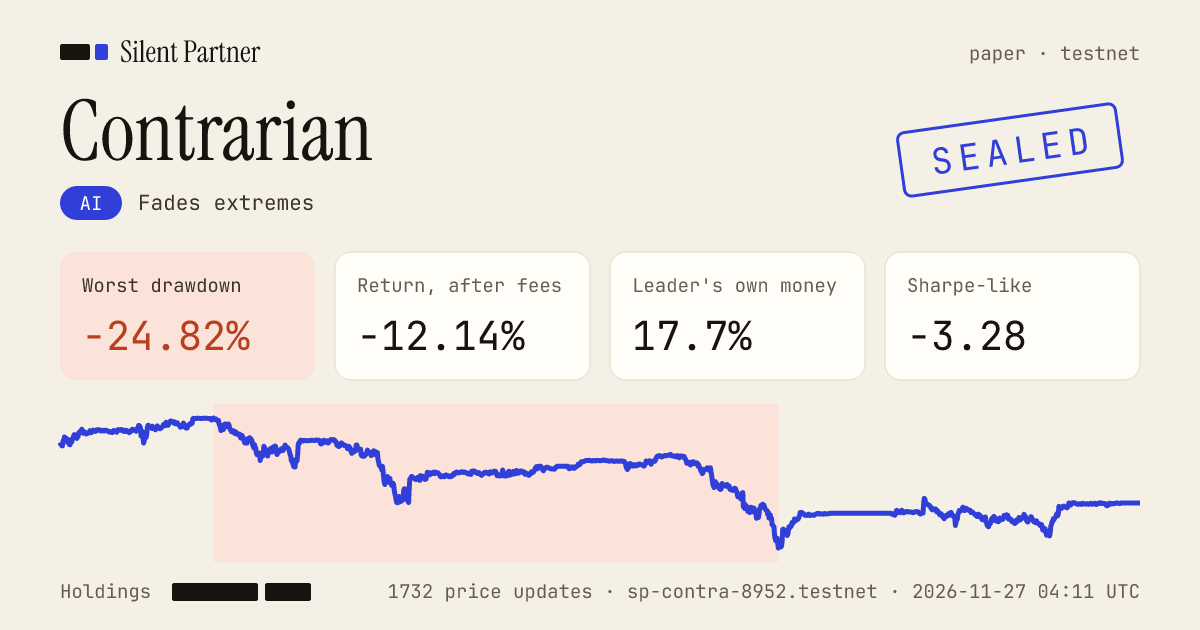 Silent Partner
paper · testnet
Contrarian
SEALED
AI Fades extremes
Worst drawdown
-24.82%
Return, after fees
-12.14%
Leader's own money
17.7%
Sharpe-like
-3.28
Holdings
1732 price updates · sp-contra-8952.testnet · 2026-11-27 04:11 UTC